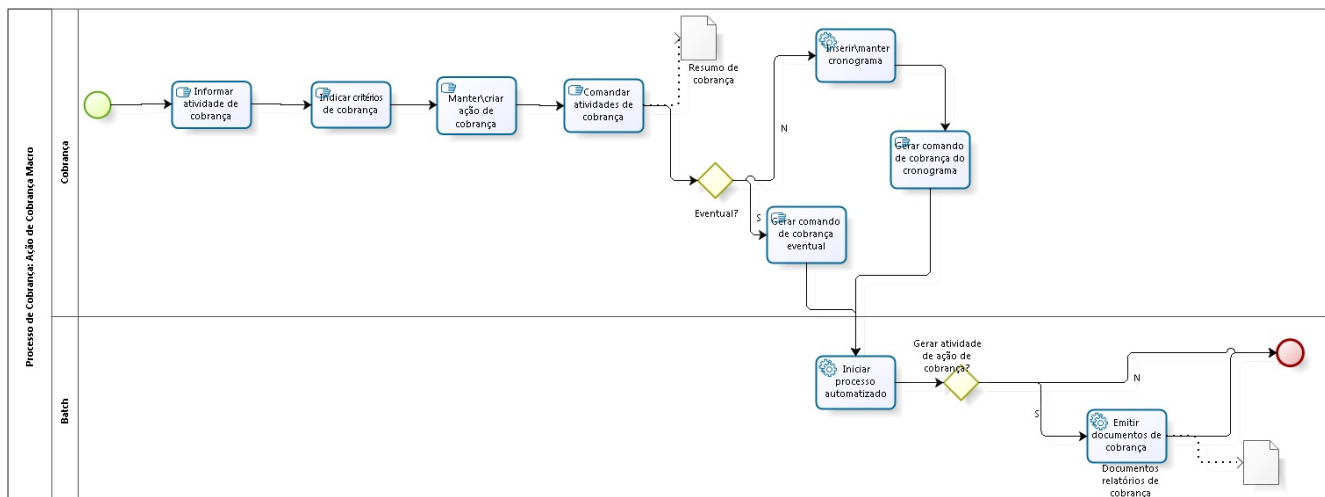 Processo de Cobrança: Ação de Cobrança Macro
Cobrança
Informar
atividade de
cobrança
Indicar critérios
de cobrança
Manter\criar
ação de
cobrança
Comandar
atividades de
cobrança
Resumo de
cobrança
Eventual?
N
S
Inserir\manter
cronograma
Gerar comando
de cobrança do
cronograma
Gerar comando
de cobrança
eventual
Batch
Iniciar
processo
automatizado
Gerar atividade
de ação de
cobrança?
N
S
Emitir
documentos de
cobrança
Documentos
relatórios de
cobrança